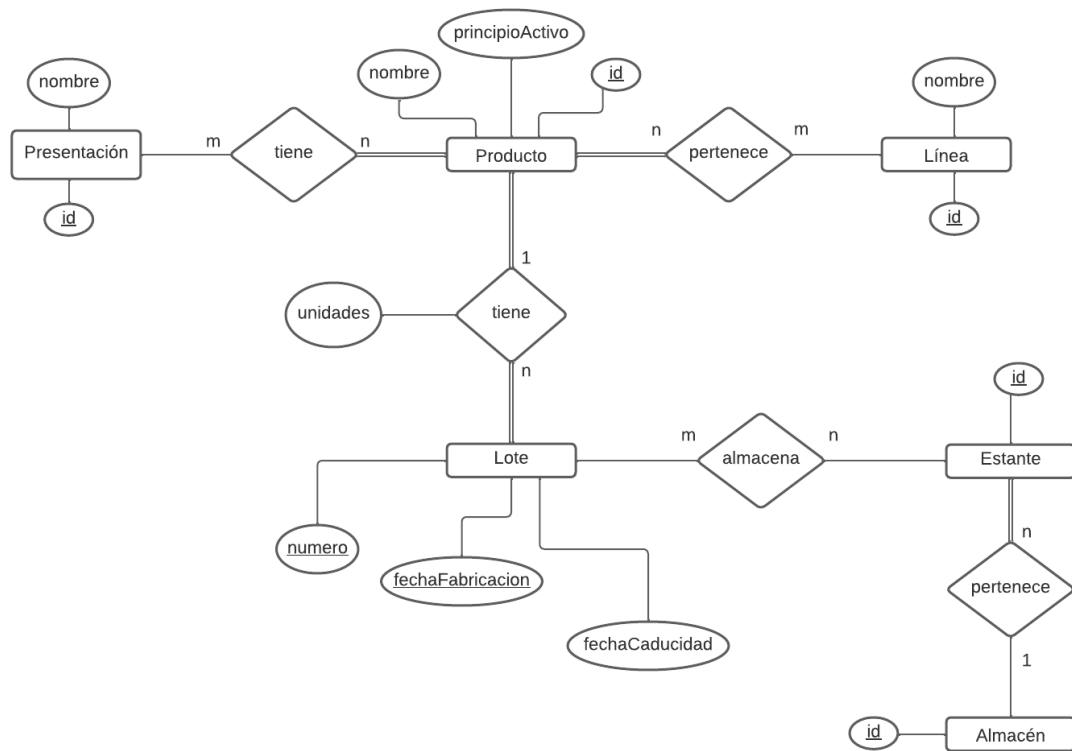 principioActivo
nombre
id
nombre
nombre
Presentación
m
tiene
n
Producto
n
pertenece
m
Línea
id
id
1
unidades
tiene
n
id
Lote
m
almacena
n
Estante
numero
fechaFabricacion
n
pertenece
fechaCaducidad
1
id
Almacén